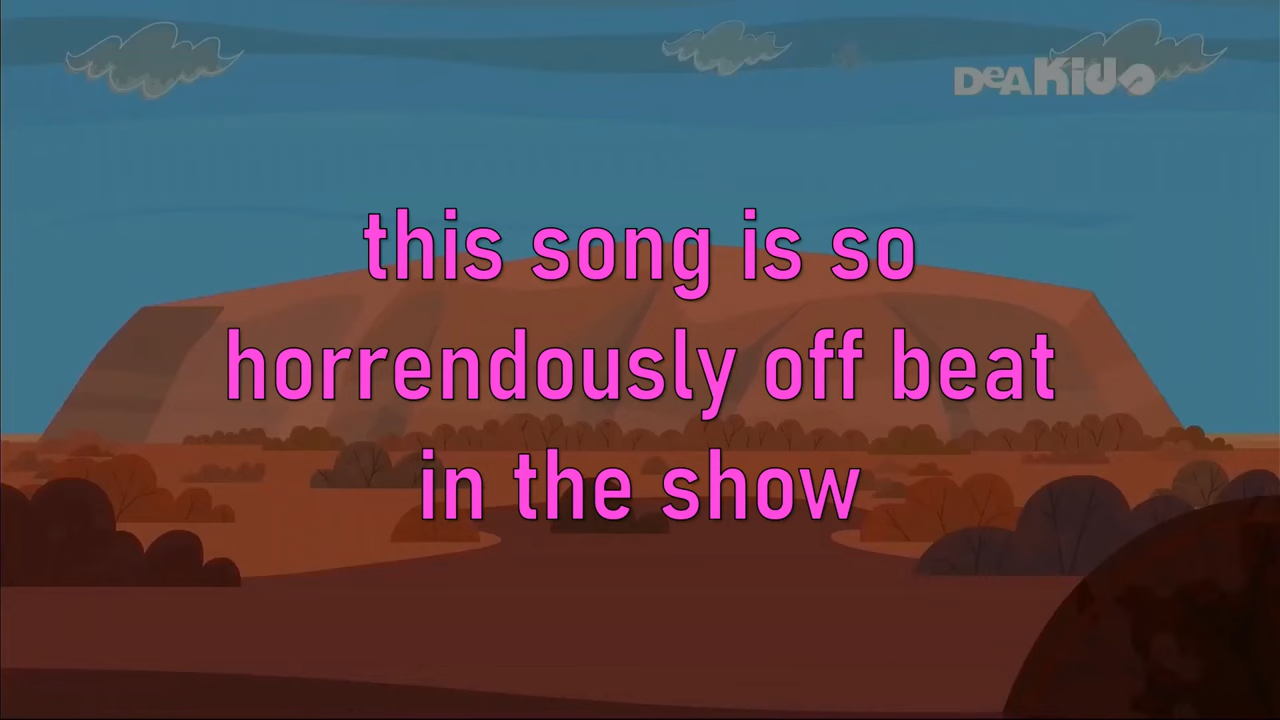 DeAKids
this song is so
horrendously off beat
in the show